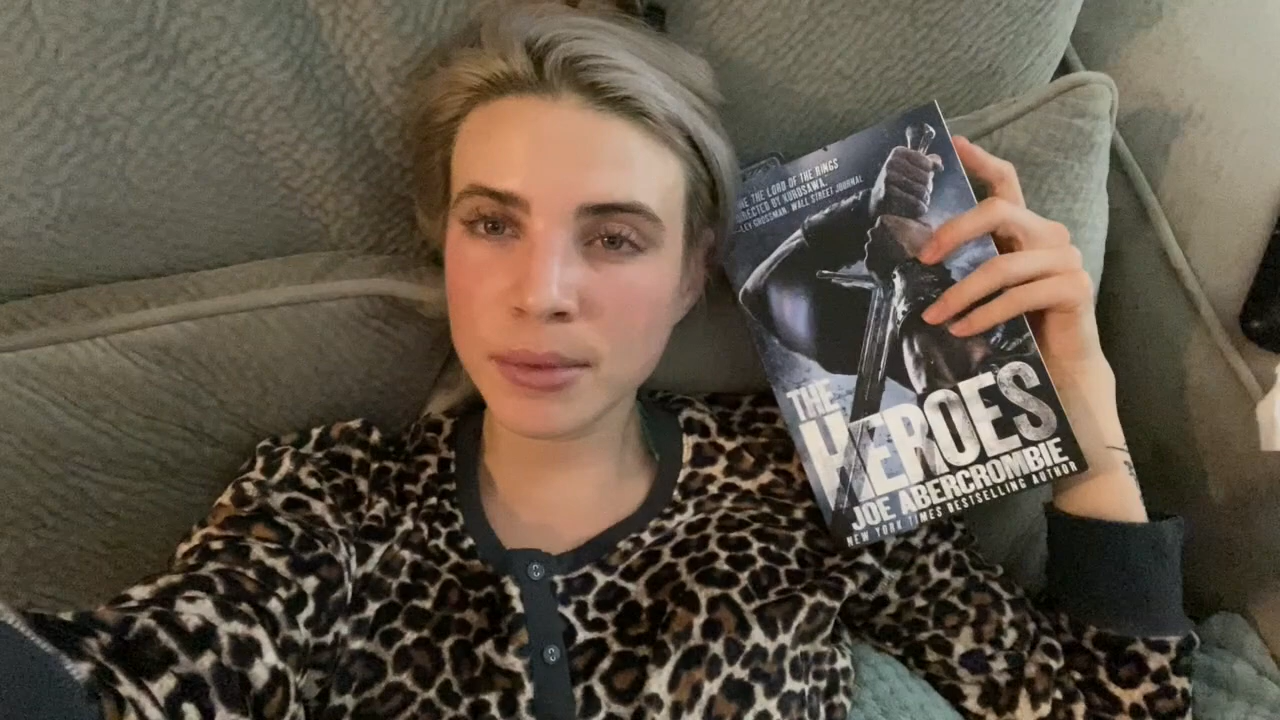 THE LORD OF THE RINGS
DIRECTED BY KUROSAWA.
GROSSMAN, WALL STREET JOURNAL
THE
HEROES
JOE ABERCROMBIE
NEW YORK TIMES BESTSELLING AUTHOR